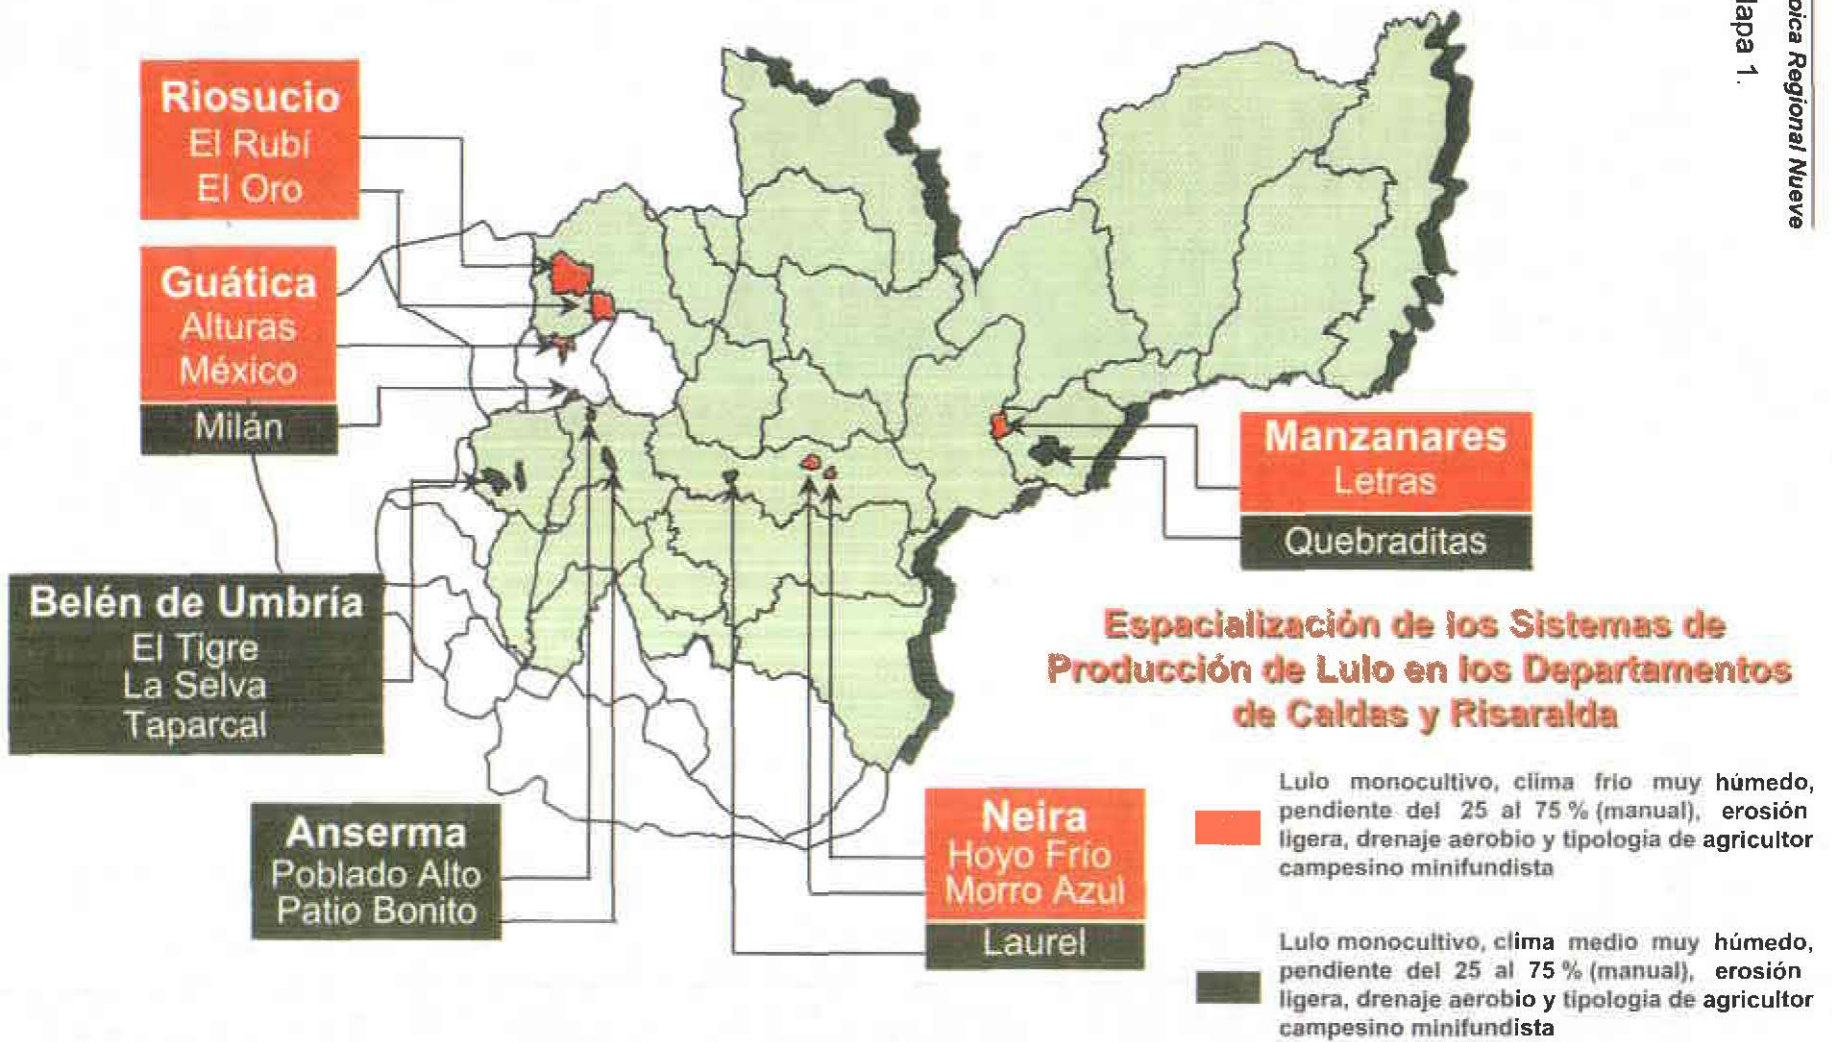 pica Regional Nueve
apa 1.
Riosucio
El Rubí
El Oro
Guática
Alturas
México
Milán
Belén de Umbría
El Tigre
La Selva
Taparcal
Anserma
Poblado Alto
Patio Bonito
Neira
Hoyo Frío
Morro Azul
Laurel
Manzanares
Letras
Quebraditas
Espacialización de los Sistemas de
Producción de Lulo en los Departamentos
de Caldas y Risaralda
Lulo monocultivo, clima frío muy húmedo,
pendiente del 25 al 75 % (manual), erosión
ligera, drenaje aerobio y tipología de agricultor
campesino minifundista
Lulo monocultivo, clima medio muy húmedo,
pendiente del 25 al 75 % (manual), erosión
ligera, drenaje aerobio y tipología de agricultor
campesino minifundista